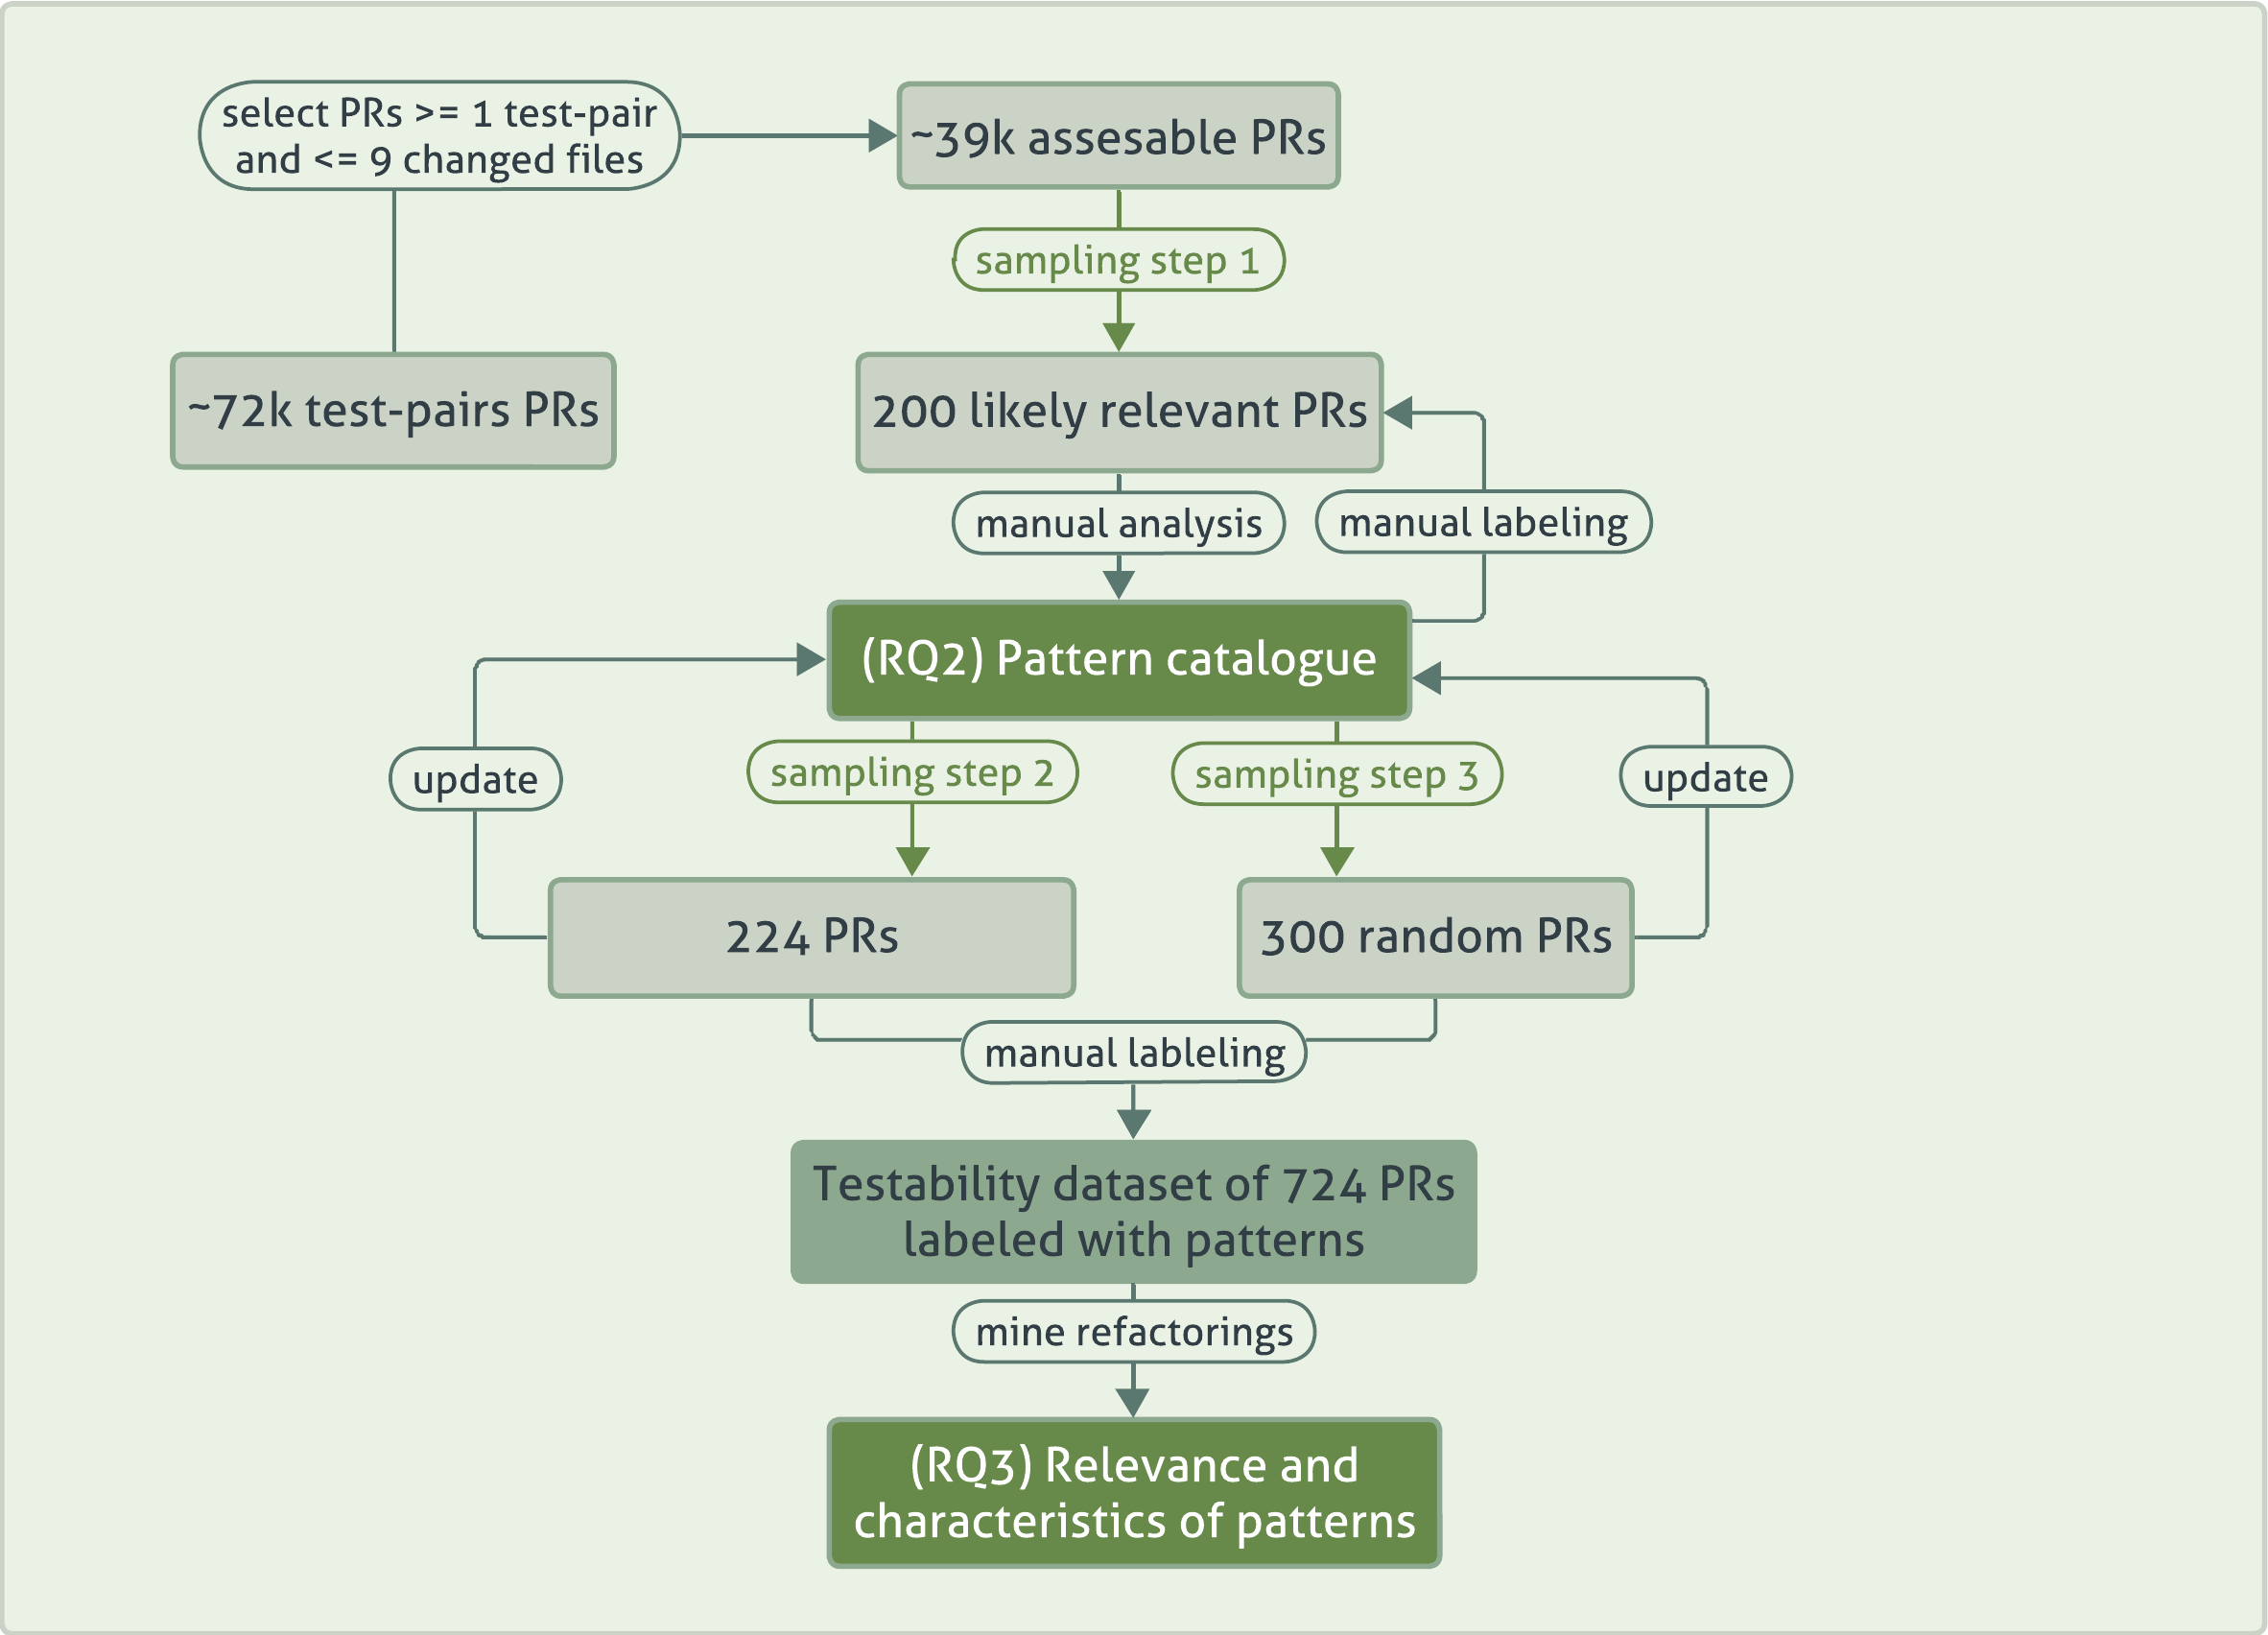 select PRs >= 1 test-pair
and <= 9 changed files
~39k assesable PRs
sampling step 1
~72k test-pairs PRs
200 likely relevant PRs
manual analysis
manual labeling
(RQ2) Pattern catalogue
update
sampling step 2
sampling step 3
update
224 PRs
300 random PRs
manual lableling
Testability dataset of 724 PRs
labeled with patterns
mine refactorings
(RQ3) Relevance and
characteristics of patterns